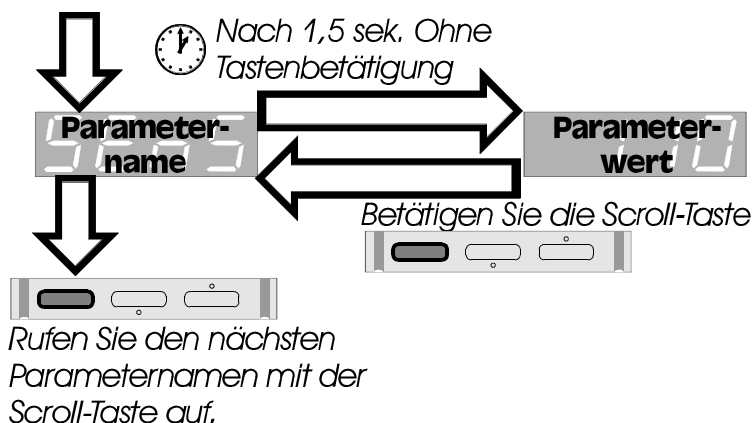 Nach 1,5 sek. Ohne
Tastenbetätigung
Parameter-
name
Parameter-
wert
Betätigen Sie die Scroll-Taste
Rufen Sie den nächsten
Parameternamen mit der
Scroll-Taste auf.